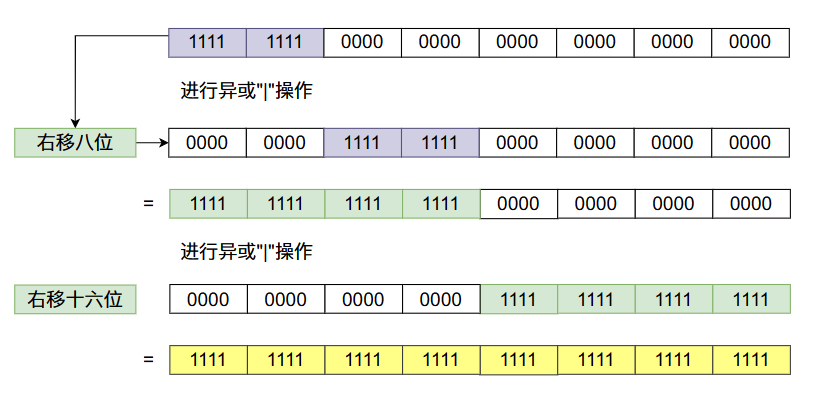 1111 1111 0000 0000 0000 0000 0000 0000
进行异或"|"操作
右移八位 0000 0000 1111 1111 0000 0000 0000 0000
= 1111 1111 1111 1111 0000 0000 0000 0000
进行异或"|"操作
右移十六位 0000 0000 0000 0000 1111 1111 1111 1111
= 1111 1111 1111 1111 1111 1111 1111 1111